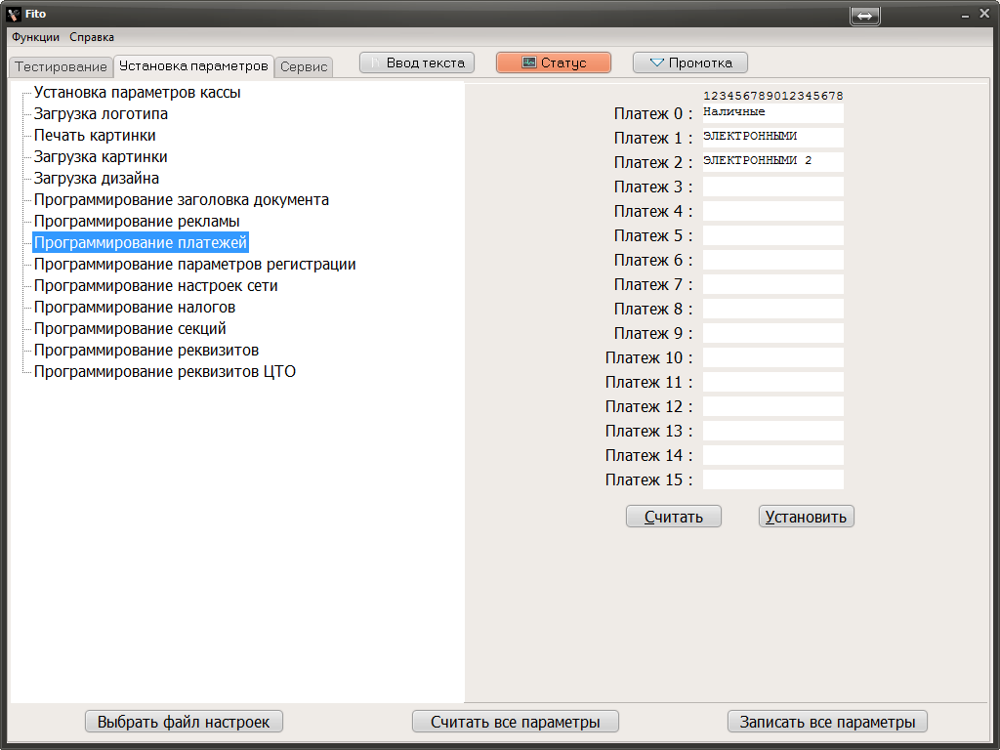 Fito
Функции Справка
Тестирование Установка параметров Сервис Ввод текста Статус Промотка
Установка параметров кассы
Загрузка логотипа
Печать картинки
Загрузка картинки
Загрузка дизайна
Программирование заголовка документа
Программирование рекламы
Программирование платежей
Программирование параметров регистрации
Программирование настроек сети
Программирование налогов
Программирование секций
Программирование реквизитов
Программирование реквизитов ЦТО
123456789012345678
Платеж 0 : Наличные
Платеж 1 : ЭЛЕКТРОННЫМИ
Платеж 2 : ЭЛЕКТРОННЫМИ 2
Платеж 3 :
Платеж 4 :
Платеж 5 :
Платеж 6 :
Платеж 7 :
Платеж 8 :
Платеж 9 :
Платеж 10 :
Платеж 11 :
Платеж 12 :
Платеж 13 :
Платеж 14 :
Платеж 15 :
Считать Установить
Выбрать файл настроек Считать все параметры Записать все параметры